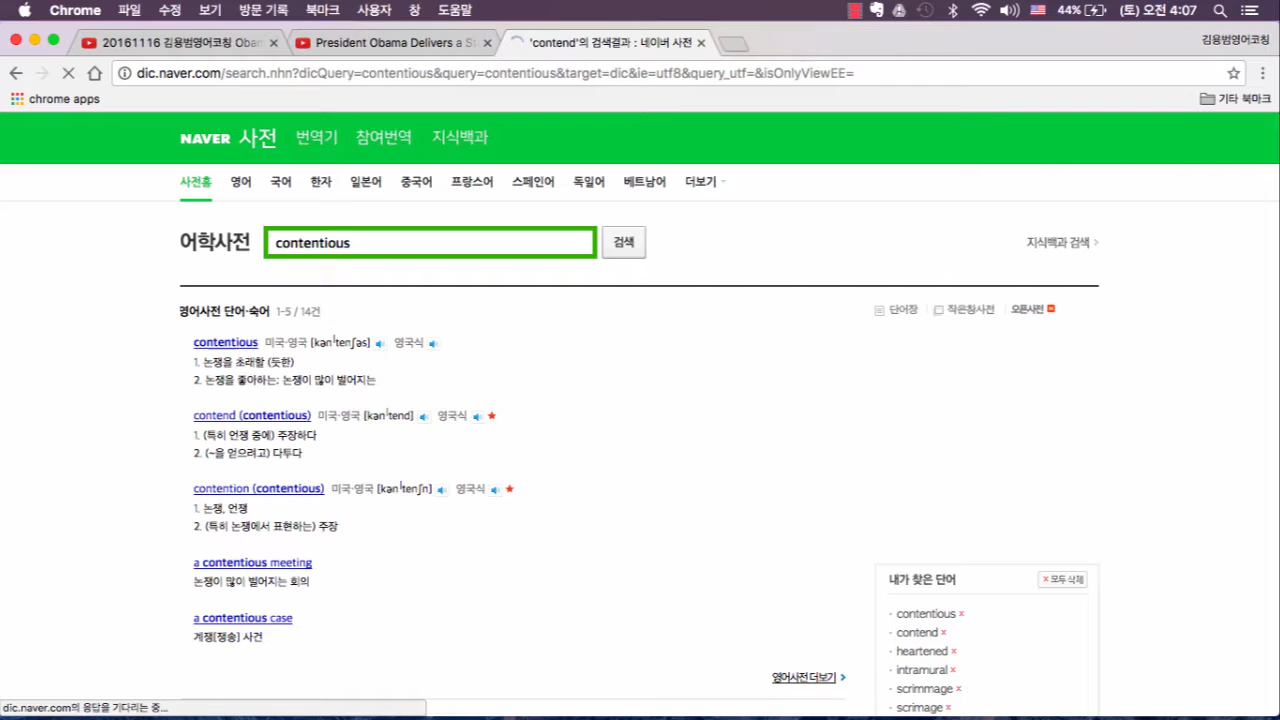 Chrome 파일 수정 보기 방문 기록 북마크 사용자 창 도움말 44% (토) 오전 4:07
20161116 김용범영어코칭 Obam × President Obama Delivers a St × 'contend'의 검색결과 : 네이버 사전 × 김용범영어코칭
dic.naver.com/search.nhn?dicQuery=contentious&query=contentious&target=dic&ie=utf8&query_utf=&isOnlyViewEE=
chrome apps 기타 북마크
NAVER 사전 번역기 참여번역 지식백과
사전홈 영어 국어 한자 일본어 중국어 프랑스어 스페인어 독일어 베트남어 더보기
어학사전 contentious 검색 지식백과 검색 >
영어사전 단어·숙어 1-5 / 14건 단어장 작은창사전 오픈사전
contentious 미국·영국 [kənˈtenʃəs] 영국식
1. 논쟁을 초래할 (듯한)
2. 논쟁을 좋아하는; 논쟁이 많이 벌어지는
contend (contentious) 미국·영국 [kənˈtend] 영국식 ★
1. (특히 언쟁 중에) 주장하다
2. (~을 얻으려고) 다투다
contention (contentious) 미국·영국 [kənˈtenʃn] 영국식 ★
1. 논쟁, 언쟁
2. (특히 논쟁에서 표현하는) 주장
a contentious meeting
논쟁이 많이 벌어지는 회의
a contentious case
계쟁[쟁송] 사건
영어사전 더보기 >
내가 찾은 단어 × 모두 삭제
· contentious ×
· contend ×
· heartened ×
· intramural ×
· scrimmage ×
· scrimage ×
dic.naver.com의 응답을 기다리는 중...